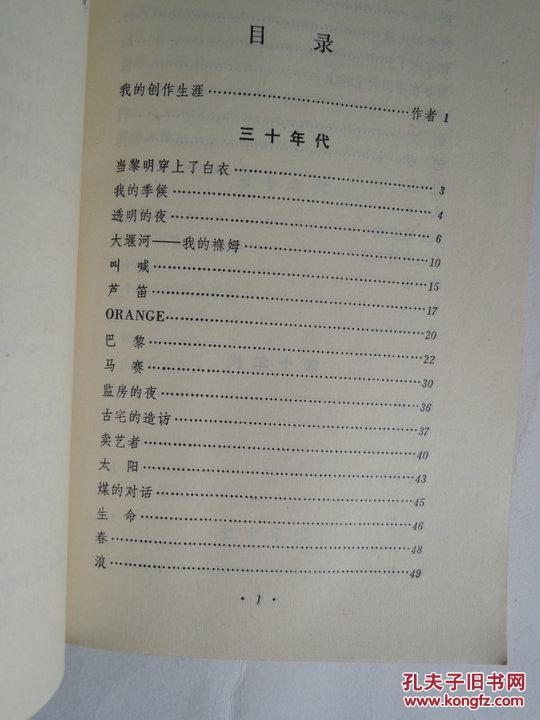 目录
我的创作生涯……………………………作者 1
三十年代
当黎明穿上了白衣……………………………3
我的季候……………………………4
透明的夜……………………………6
大堰河——我的褓姆……………………………10
叫喊……………………………15
芦笛……………………………17
ORANGE……………………………20
巴黎……………………………22
马赛……………………………30
监房的夜……………………………36
古宅的造访……………………………37
卖艺者……………………………40
太阳……………………………43
煤的对话……………………………45
生命……………………………46
春……………………………48
浪……………………………49
· 1 ·
孔夫子旧书网
www.kongfz.com